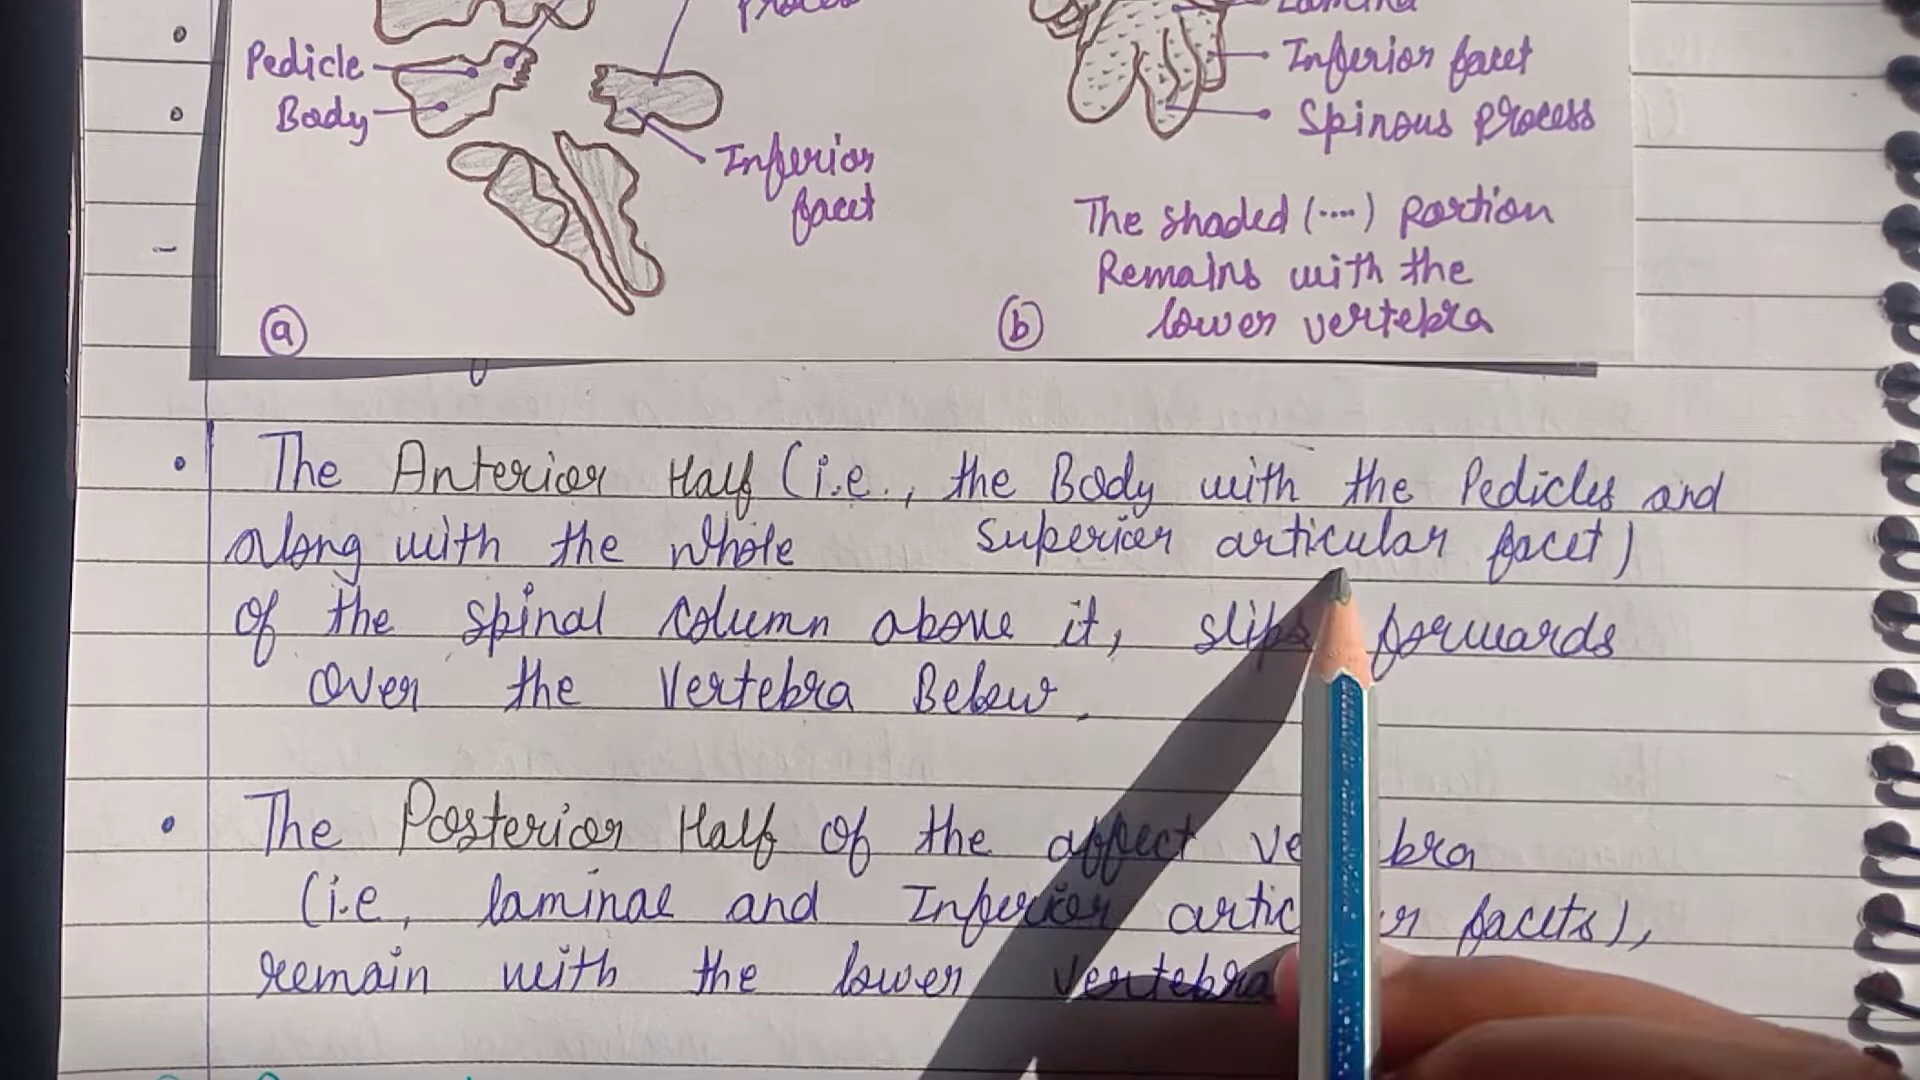 Process
Lamina
Pedicle
Body
Inferior
facet
Inferior facet
Spinous Process
The shaded (....) Portion
Remains with the
lower vertebra
(a)
(b)
The Anterior Half (i.e., the Body with the Pedicles and
along with the whole superior articular facet)
of the spinal column above it, slips forwards
over the vertebra Below.
The Posterior Half of the affect
(i.e, laminae and Inferior facets),
remain with the lower vertebra